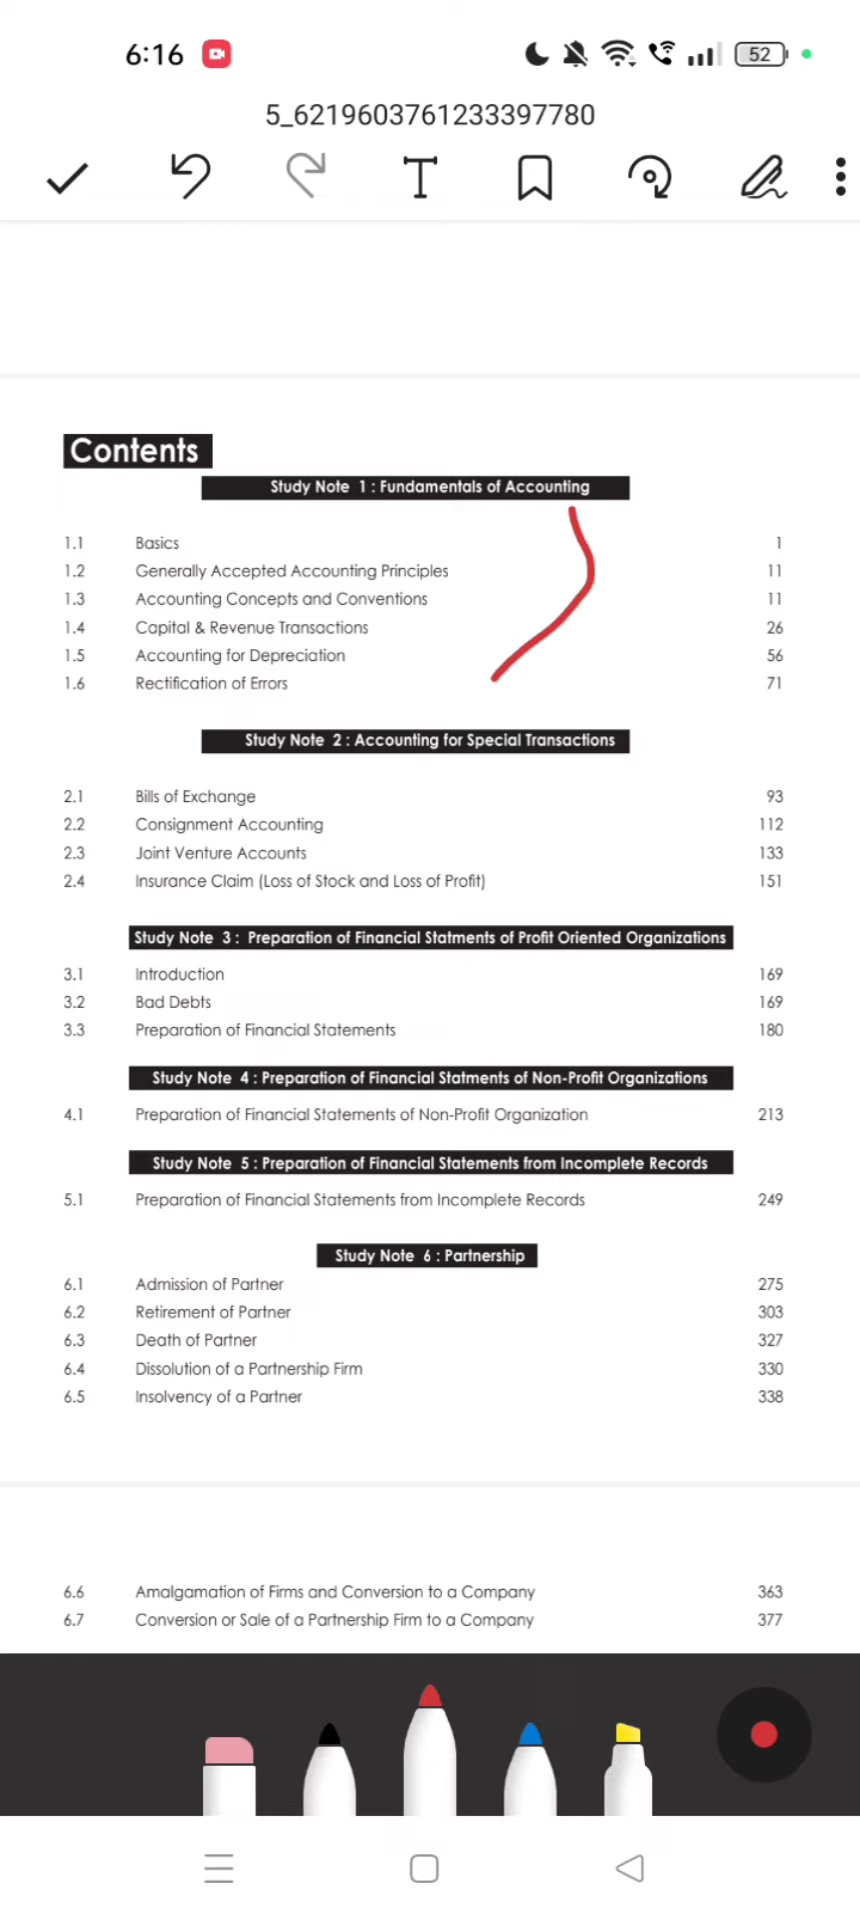 6:16
52
5_6219603761233397780
T
Contents
Study Note 1 : Fundamentals of Accounting
1.1 Basics 1
1.2 Generally Accepted Accounting Principles 11
1.3 Accounting Concepts and Conventions 11
1.4 Capital & Revenue Transactions 26
1.5 Accounting for Depreciation 56
1.6 Rectification of Errors 71
Study Note 2 : Accounting for Special Transactions
2.1 Bills of Exchange 93
2.2 Consignment Accounting 112
2.3 Joint Venture Accounts 133
2.4 Insurance Claim (Loss of Stock and Loss of Profit) 151
Study Note 3 : Preparation of Financial Statments of Profit Oriented Organizations
3.1 Introduction 169
3.2 Bad Debts 169
3.3 Preparation of Financial Statements 180
Study Note 4 : Preparation of Financial Statments of Non-Profit Organizations
4.1 Preparation of Financial Statements of Non-Profit Organization 213
Study Note 5 : Preparation of Financial Statements from Incomplete Records
5.1 Preparation of Financial Statements from Incomplete Records 249
Study Note 6 : Partnership
6.1 Admission of Partner 275
6.2 Retirement of Partner 303
6.3 Death of Partner 327
6.4 Dissolution of a Partnership Firm 330
6.5 Insolvency of a Partner 338
6.6 Amalgamation of Firms and Conversion to a Company 363
6.7 Conversion or Sale of a Partnership Firm to a Company 377